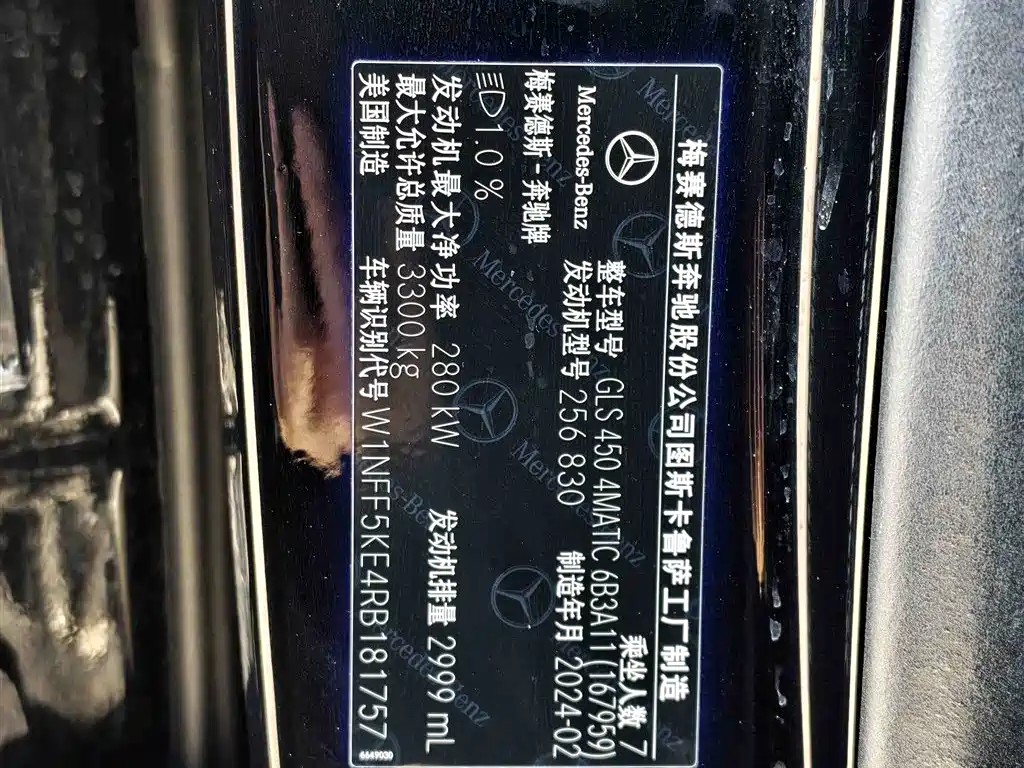 梅赛德斯奔驰股份公司图斯卡鲁萨工厂制造
乘坐人数 7
Mercedes-Benz
整车型号 GLS 450 4MATIC 6B3A11(167959)
发动机型号 256 830 制造年月 2024-02
梅赛德斯-奔驰牌
1.0 %
发动机最大净功率 280 kW 发动机排量 2999 mL
最大允许总质量 3300 kg
美国制造 车辆识别代号 W1NFF5KE4RB181757